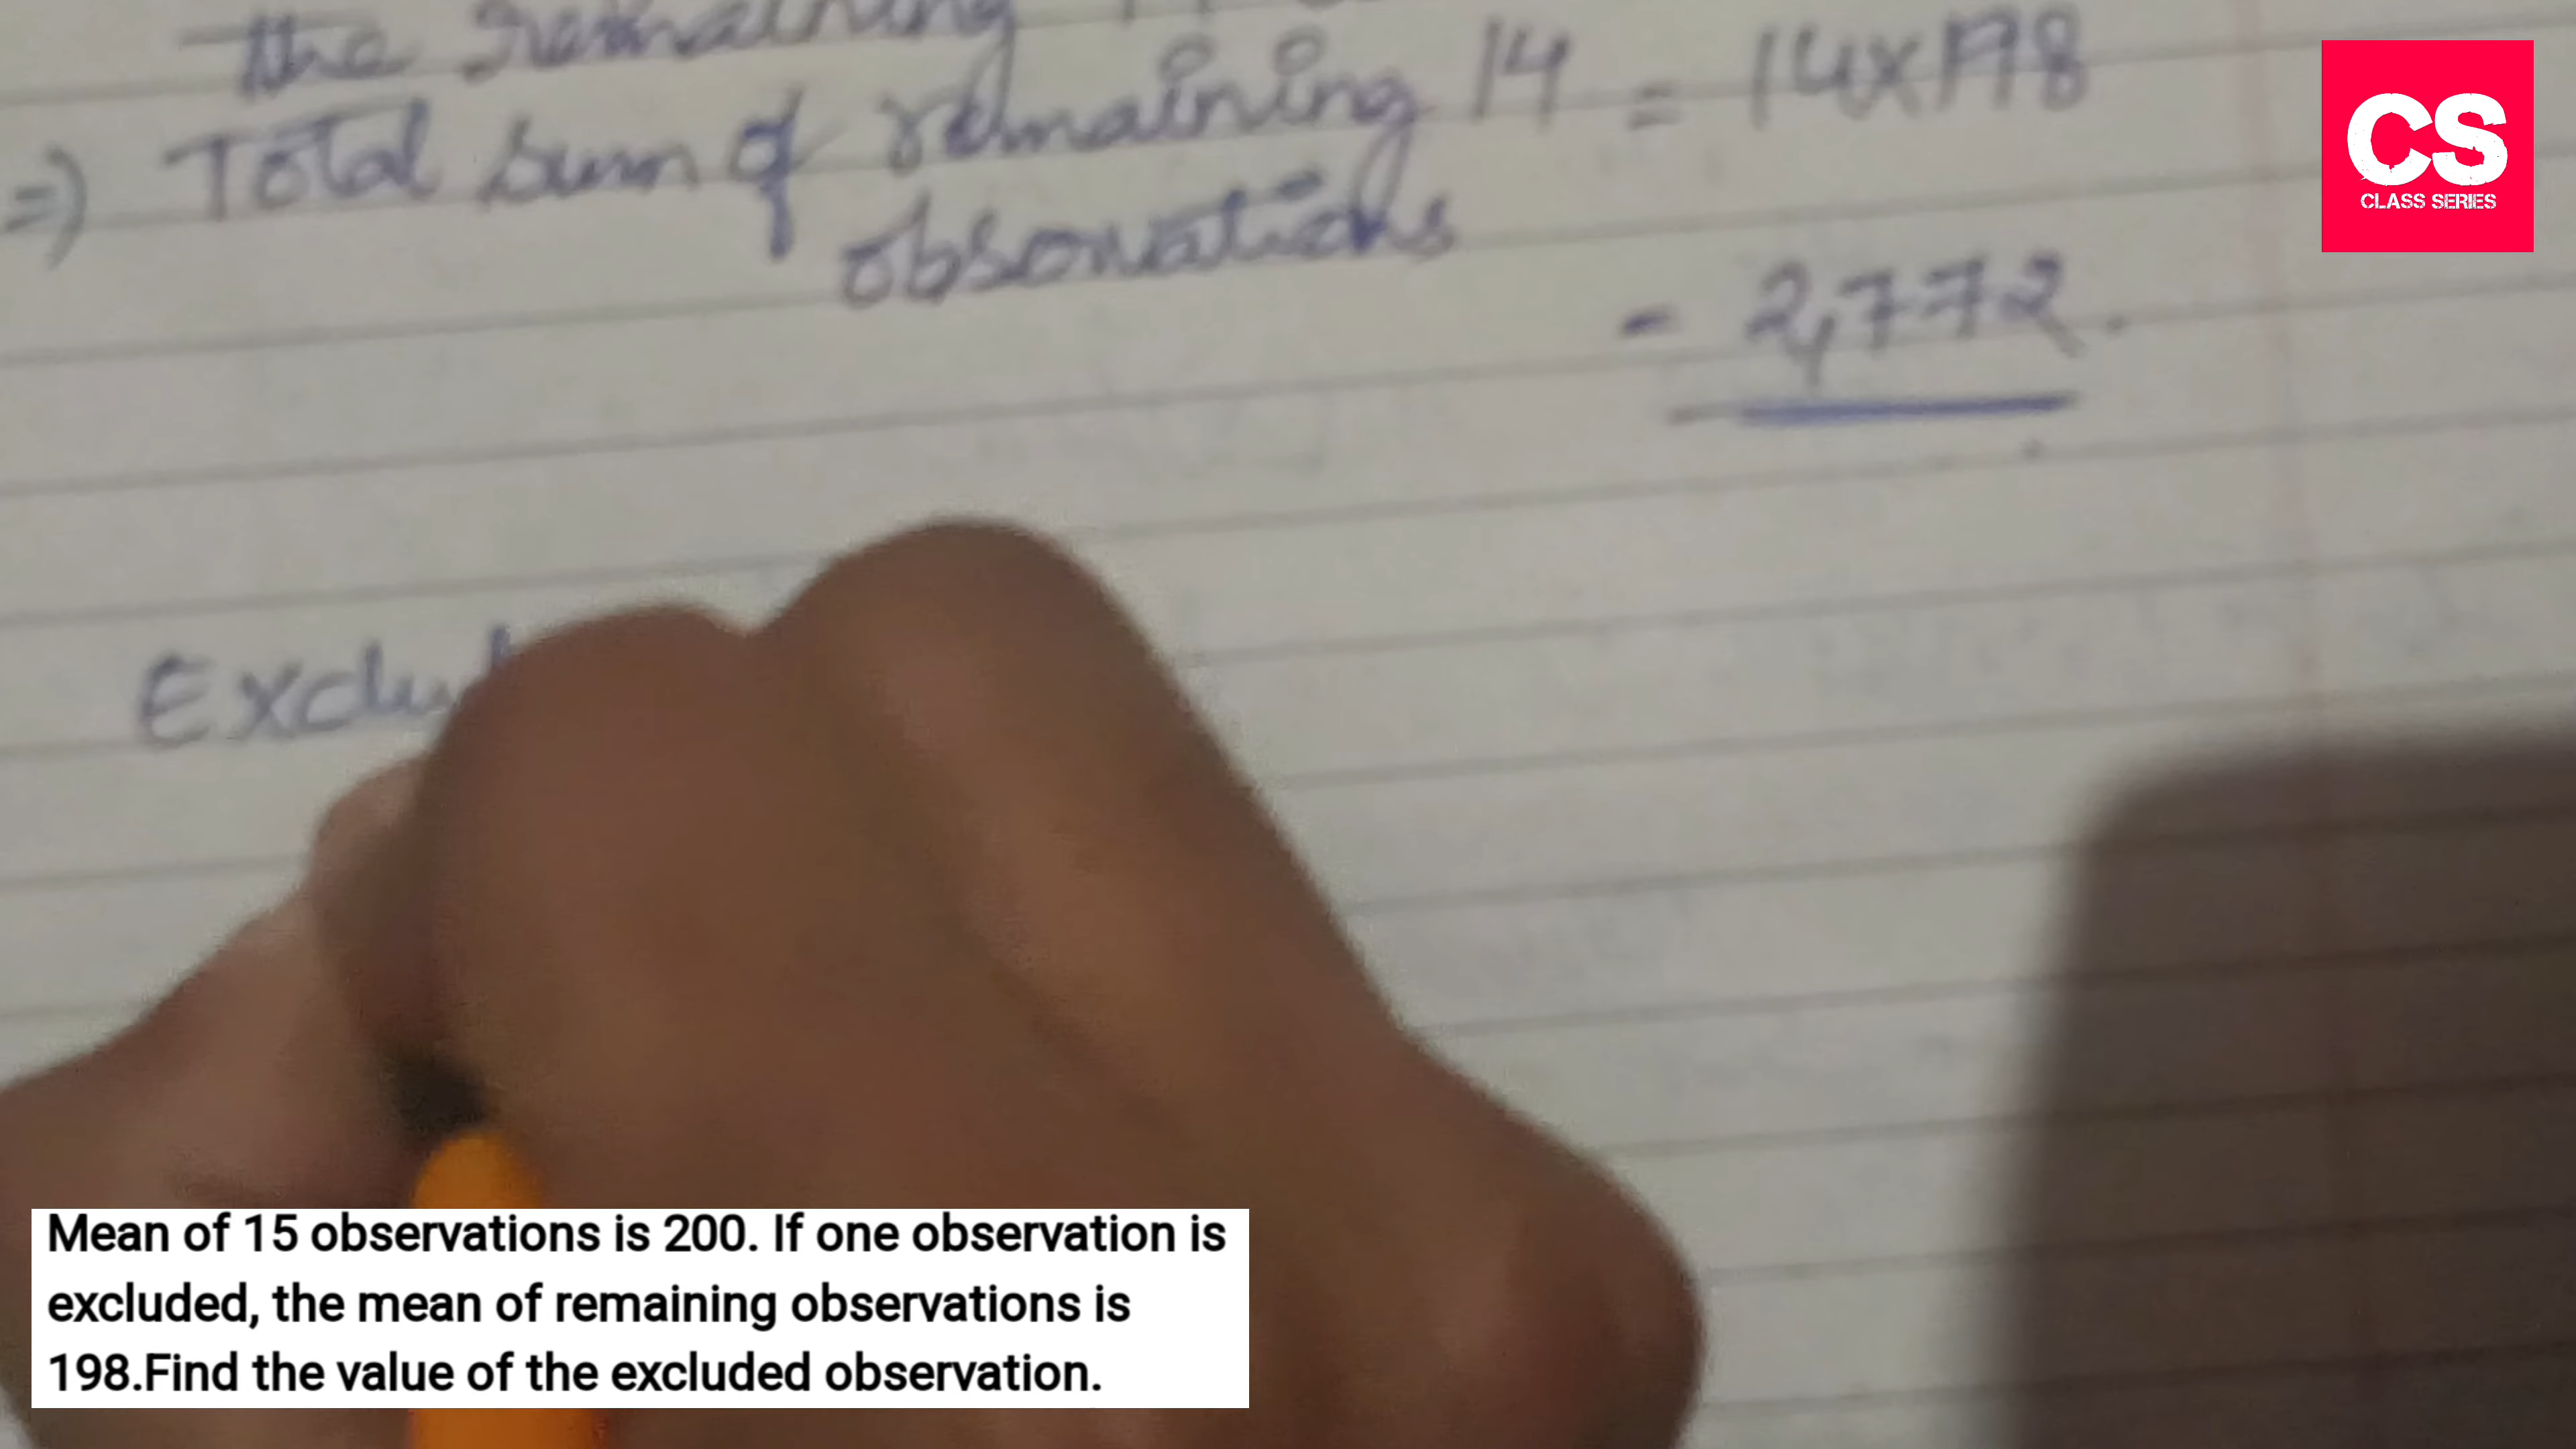 the remaining
=) Total sum of remaining 14 = 14x198
observations
CS
CLASS SERIES
- 2,772.
Exclu
Mean of 15 observations is 200. If one observation is
excluded, the mean of remaining observations is
198.Find the value of the excluded observation.